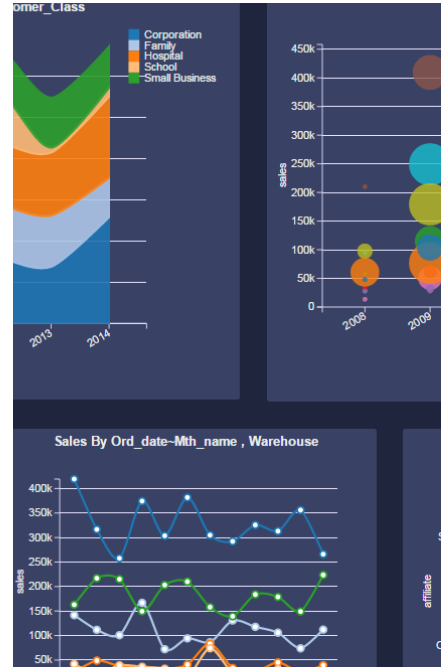 omer_Class
Corporation
Family
Hospital
School
Small Business
2013
2014
450k
400k
350k
300k
250k
200k
150k
100k
50k
0
sales
2008
2009
Sales By Ord_date~Mth_name , Warehouse
400k
350k
300k
250k
200k
150k
100k
50k
sales
affiliate